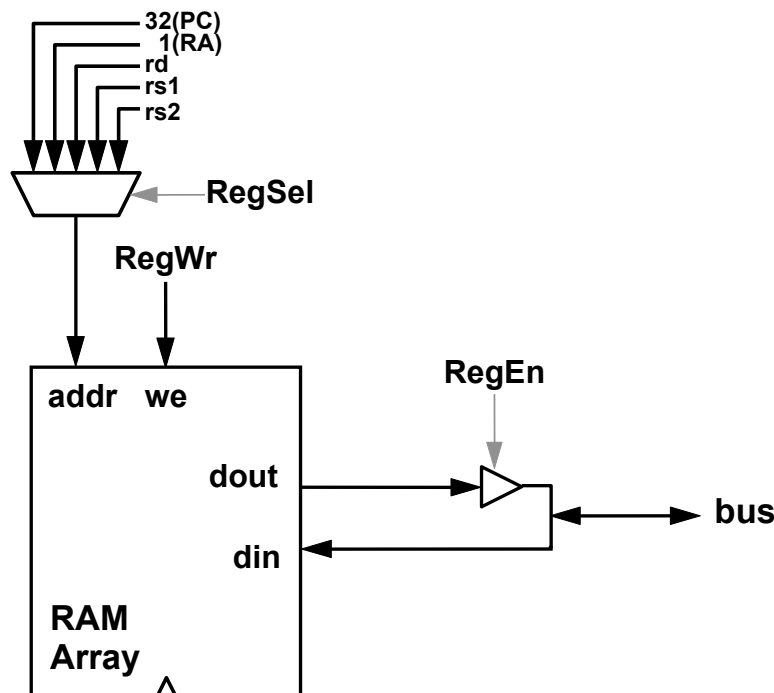 32(PC)
1(RA)
rd
rs1
rs2
RegSel
RegWr
RegEn
addr we
dout
bus
din
RAM
Array